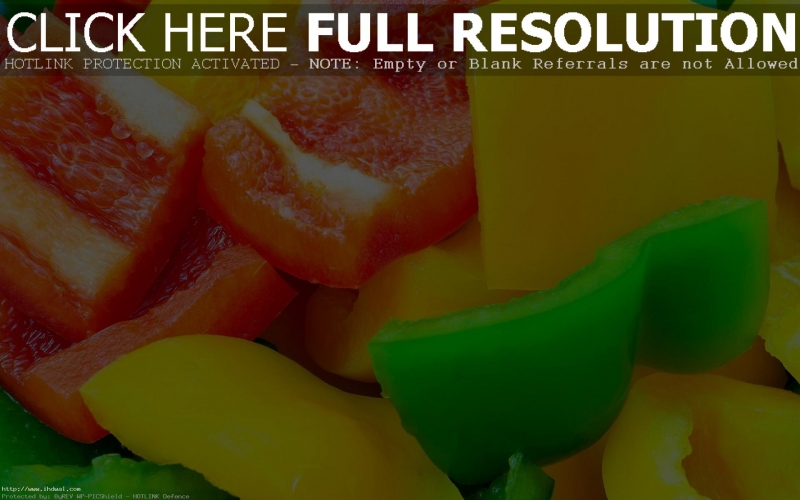 CLICK HERE FULL RESOLUTION
HOTLINK PROTECTION ACTIVATED - NOTE: Empty or Blank Referrals are not Allowed
http://www.ihdwal.com
Protected by: ByREV WP-PICShield - HOTLINK Defence